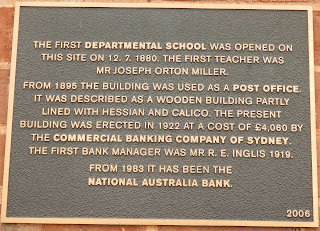 THE FIRST DEPARTMENTAL SCHOOL WAS OPENED ON
THIS SITE ON 12. 7. 1880. THE FIRST TEACHER WAS
MR JOSEPH ORTON MILLER.
FROM 1895 THE BUILDING WAS USED AS A POST OFFICE.
IT WAS DESCRIBED AS A WOODEN BUILDING PARTLY
LINED WITH HESSIAN AND CALICO. THE PRESENT
BUILDING WAS ERECTED IN 1922 AT A COST OF £4,060 BY
THE COMMERCIAL BANKING COMPANY OF SYDNEY.
THE FIRST BANK MANAGER WAS MR R. E. INGLIS 1919.
FROM 1983 IT HAS BEEN THE
NATIONAL AUSTRALIA BANK.
2006